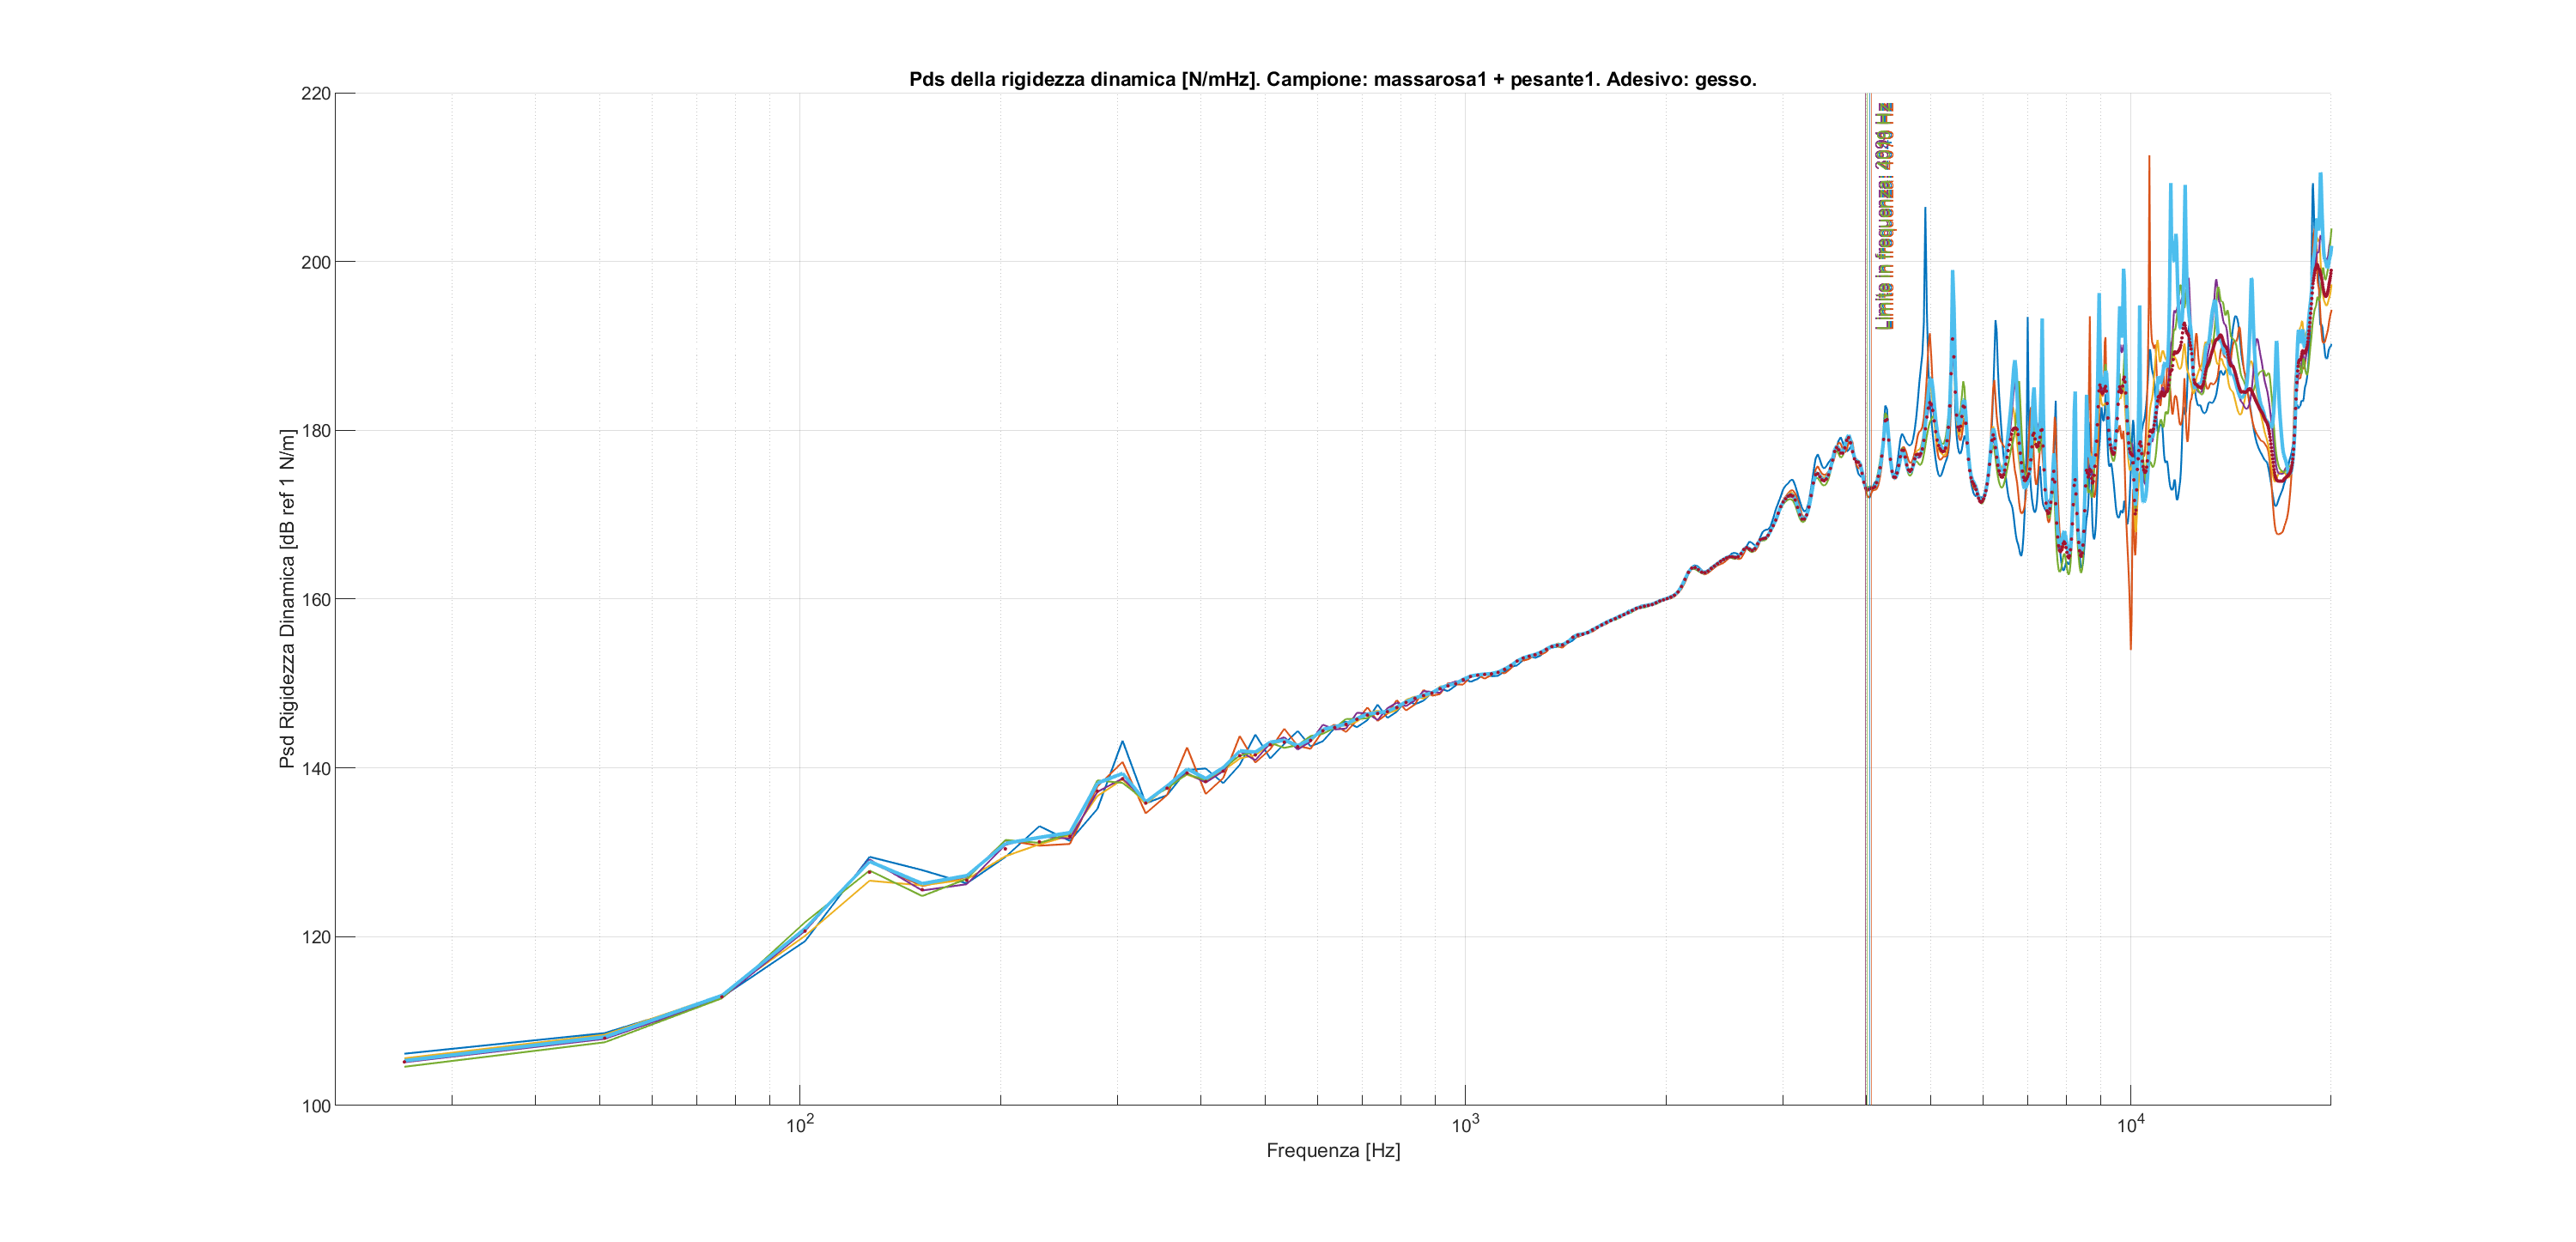 Pds della rigidezza dinamica [N/mHz]. Campione: massarosa1 + pesante1. Adesivo: gesso.
220
200
180
160
140
120
100
Psd Rigidezza Dinamica [dB ref 1 N/m]
Limite in frequenza: Hz
10^2
10^3
10^4
Frequenza [Hz]